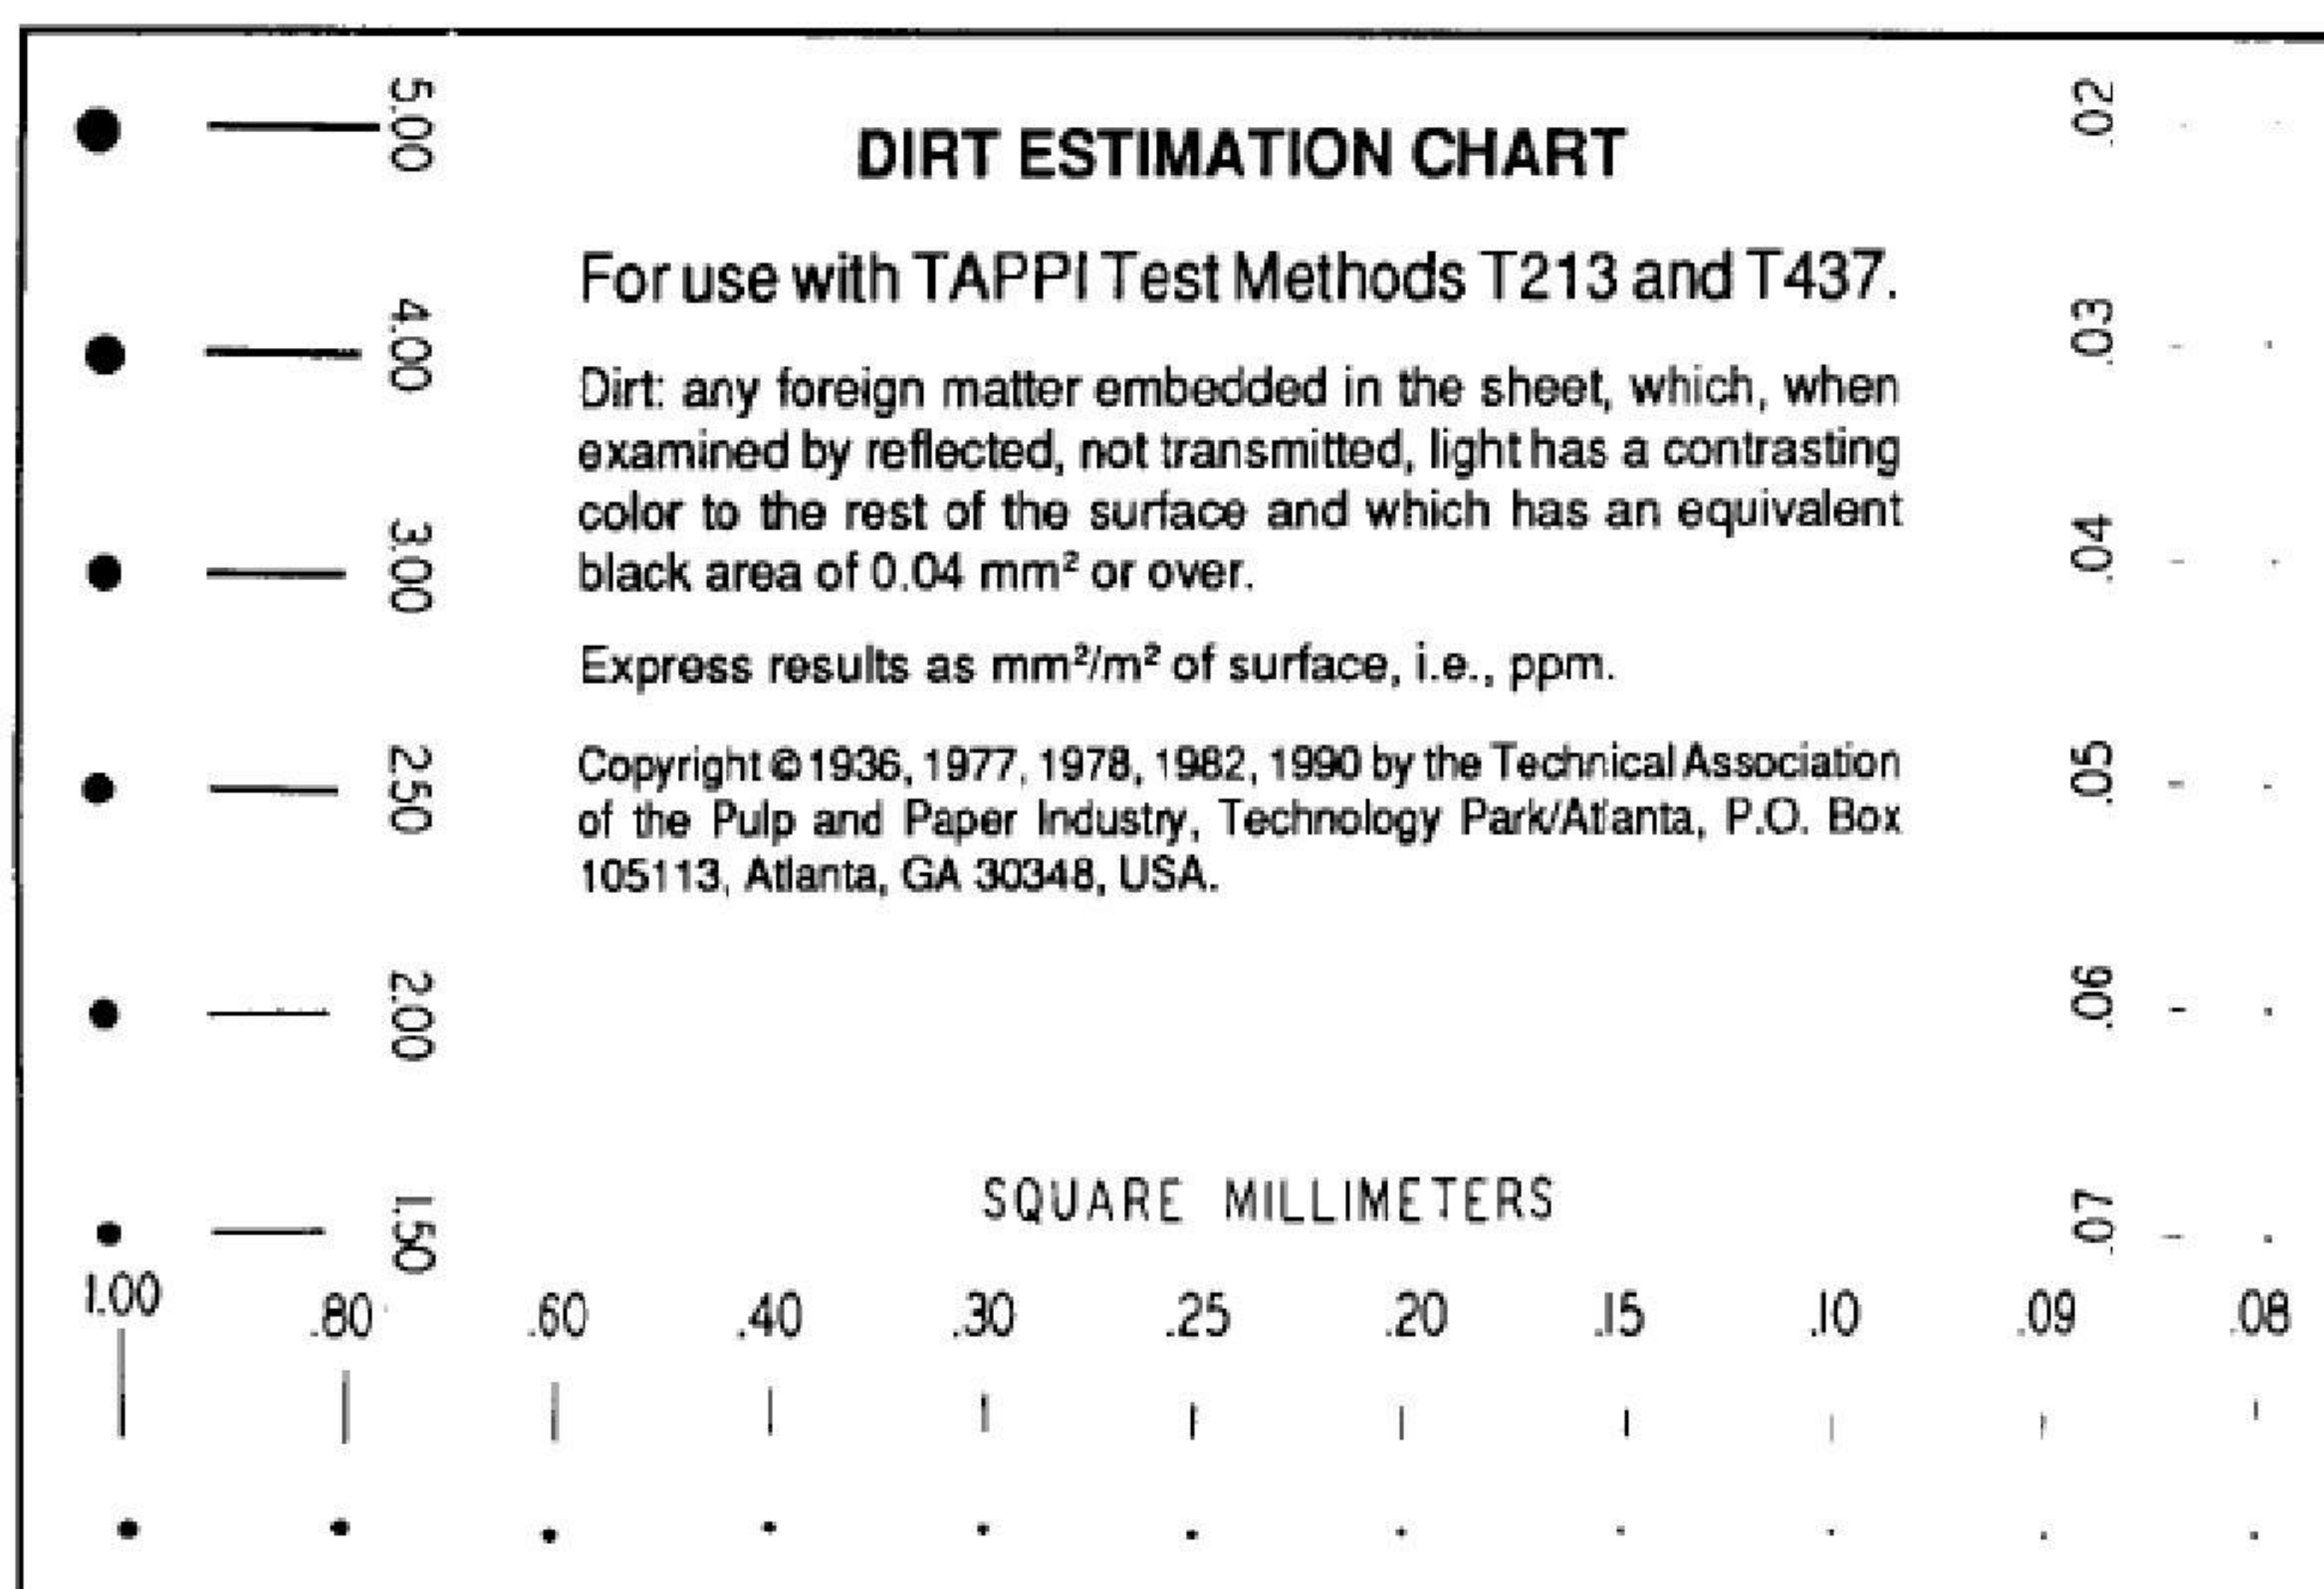 5.00
DIRT ESTIMATION CHART
.02
For use with TAPPI Test Methods T213 and T437.
4.00
.03
Dirt: any foreign matter embedded in the sheet, which, when
examined by reflected, not transmitted, light has a contrasting
color to the rest of the surface and which has an equivalent
black area of 0.04 mm² or over.
3.00
.04
Express results as mm²/m² of surface, i.e., ppm.
2.50
.05
Copyright © 1936, 1977, 1978, 1982, 1990 by the Technical Association
of the Pulp and Paper Industry, Technology Park/Atlanta, P.O. Box
105113, Atlanta, GA 30348, USA.
2.00
.06
SQUARE MILLIMETERS
1.50
.07
1.00 .80 .60 .40 .30 .25 .20 .15 .10 .09 .08